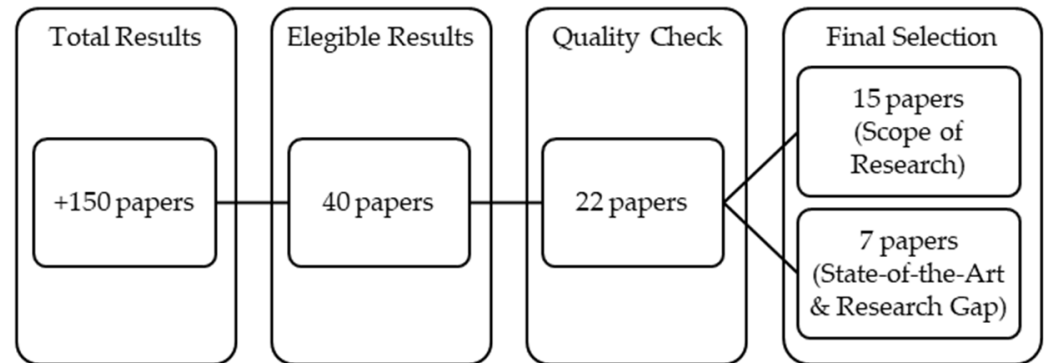 Total Results
+150 papers
Elegible Results
40 papers
Quality Check
22 papers
Final Selection
15 papers
(Scope of
Research)
7 papers
(State-of-the-Art
& Research Gap)